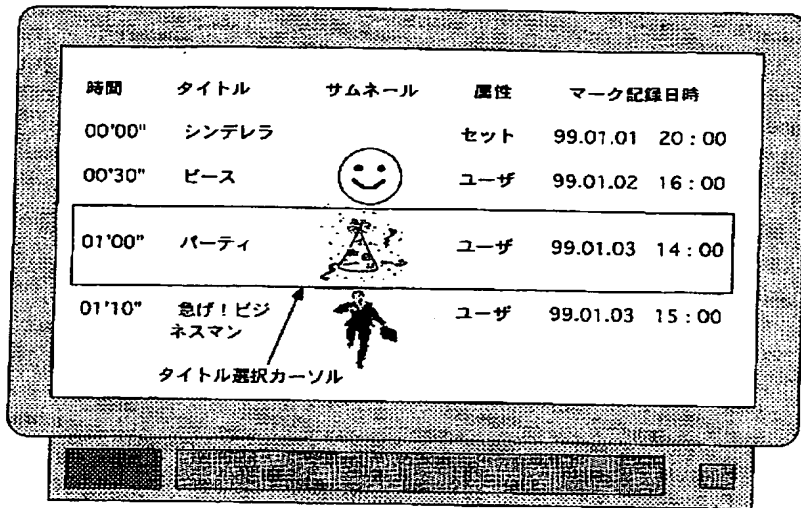 時間 タイトル サムネール 属性 マーク記録日時
00'00" シンデレラ セット 99.01.01 20:00
00'30" ピース ユーザ 99.01.02 16:00
01'00" パーティ ユーザ 99.01.03 14:00
01'10" 急げ!ビジ ユーザ 99.01.03 15:00
ネスマン
タイトル選択カーソル